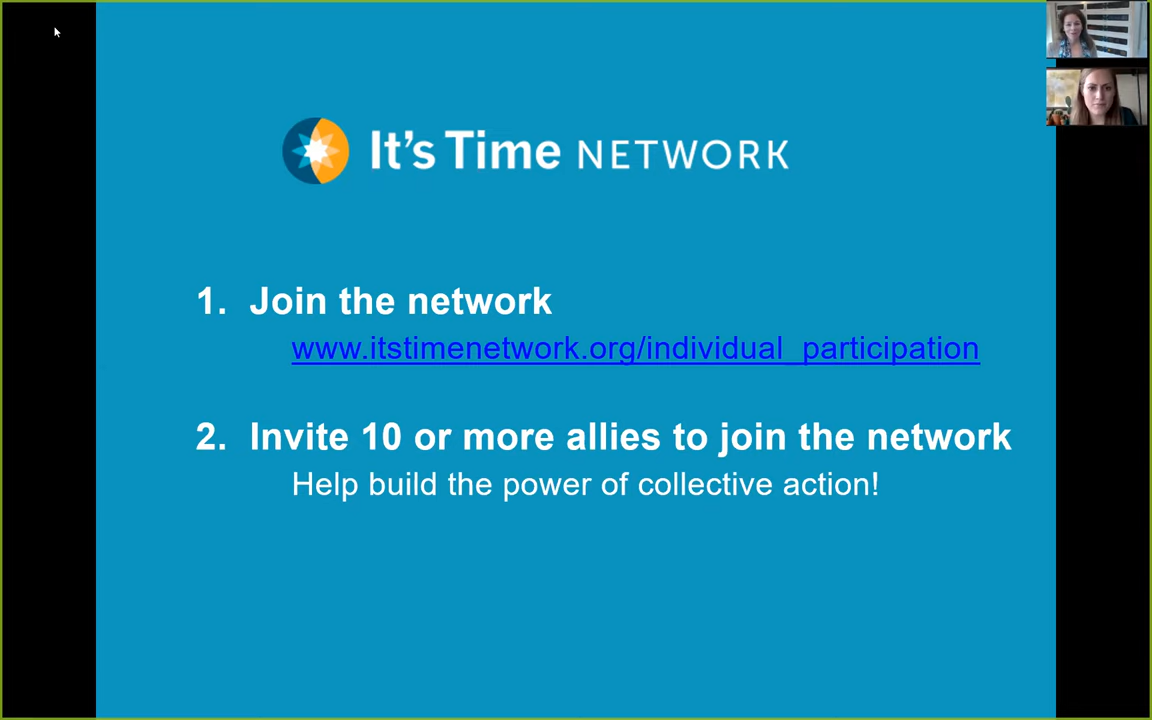 It's Time NETWORK
1. Join the network
www.itstimenetwork.org/individual_participation
2. Invite 10 or more allies to join the network
Help build the power of collective action!